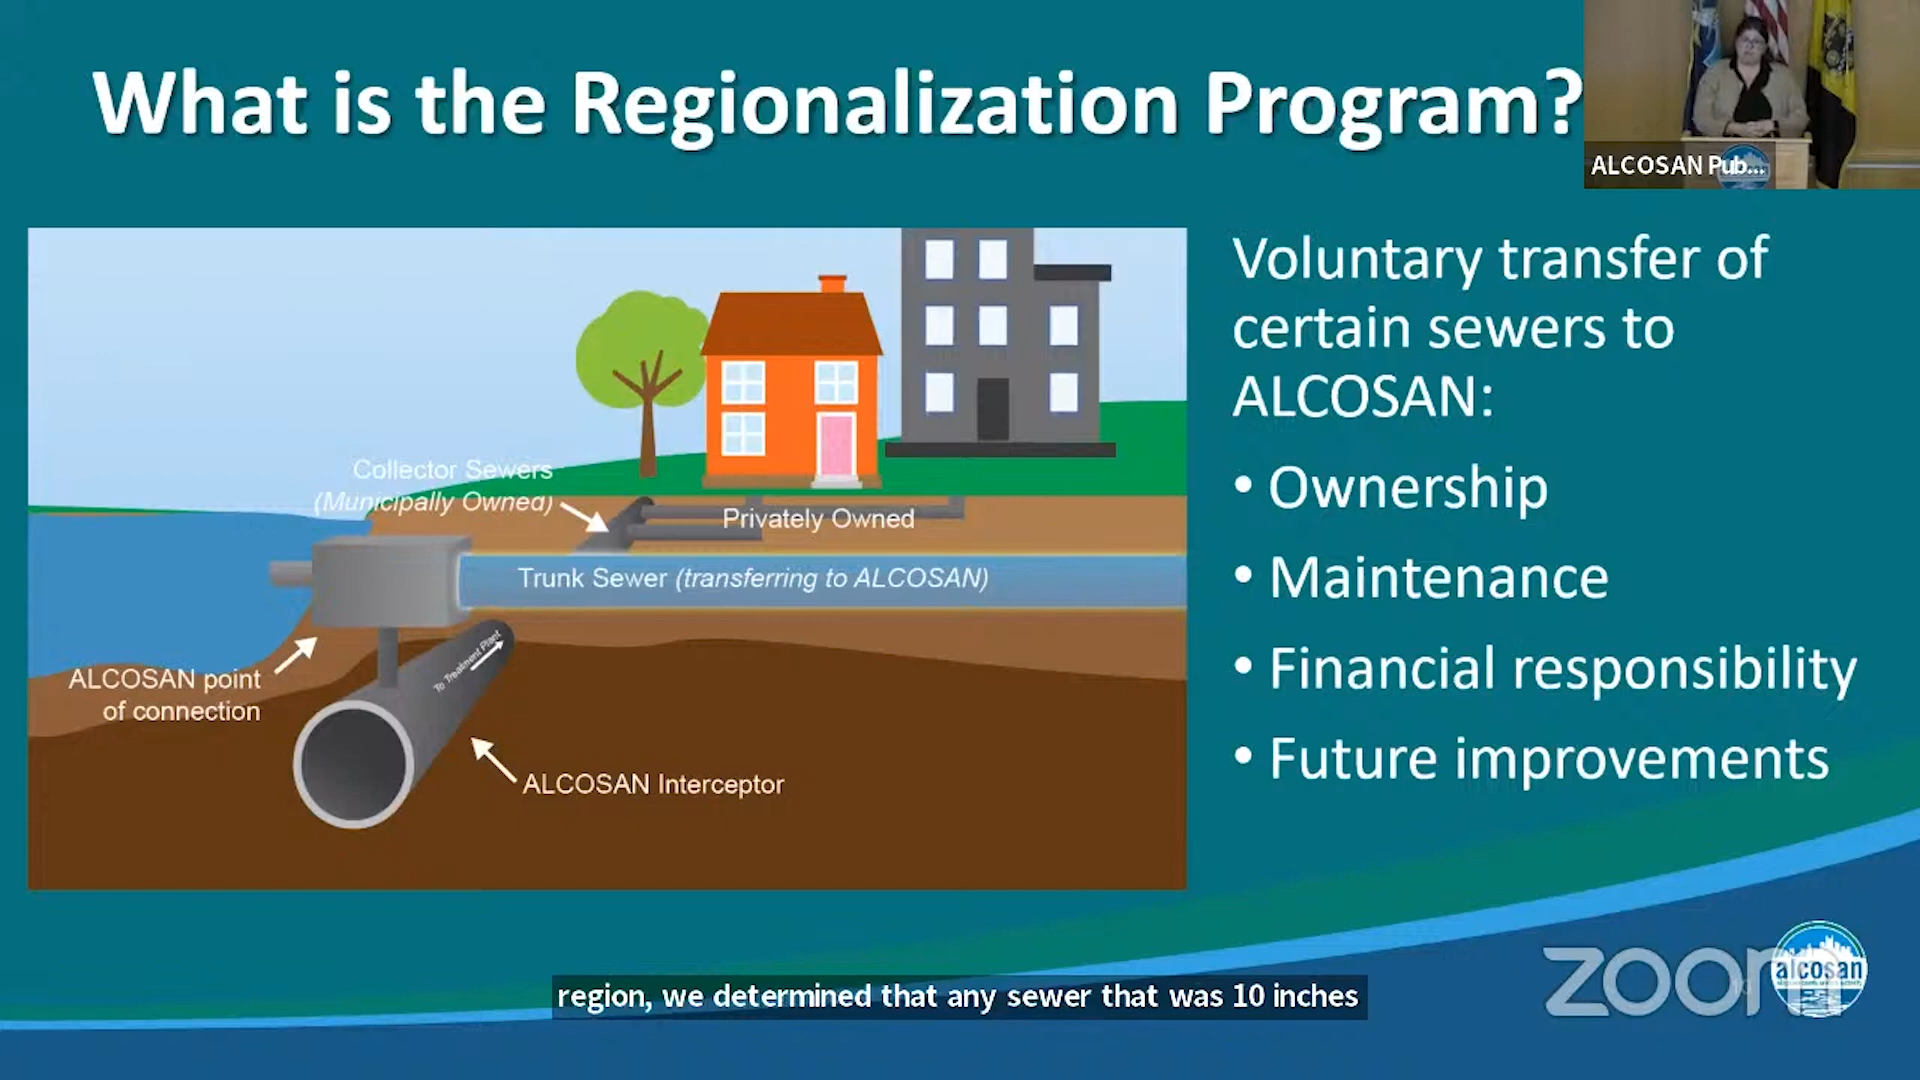 What is the Regionalization Program?
ALCOSAN Pub...
Voluntary transfer of
certain sewers to
ALCOSAN:
• Ownership
• Maintenance
• Financial responsibility
• Future improvements
Collector Sewers
(Municipally Owned)
Privately Owned
Trunk Sewer (transferring to ALCOSAN)
To Treatment Plant
ALCOSAN point
of connection
ALCOSAN Interceptor
region, we determined that any sewer that was 10 inches
zoom
alcosan